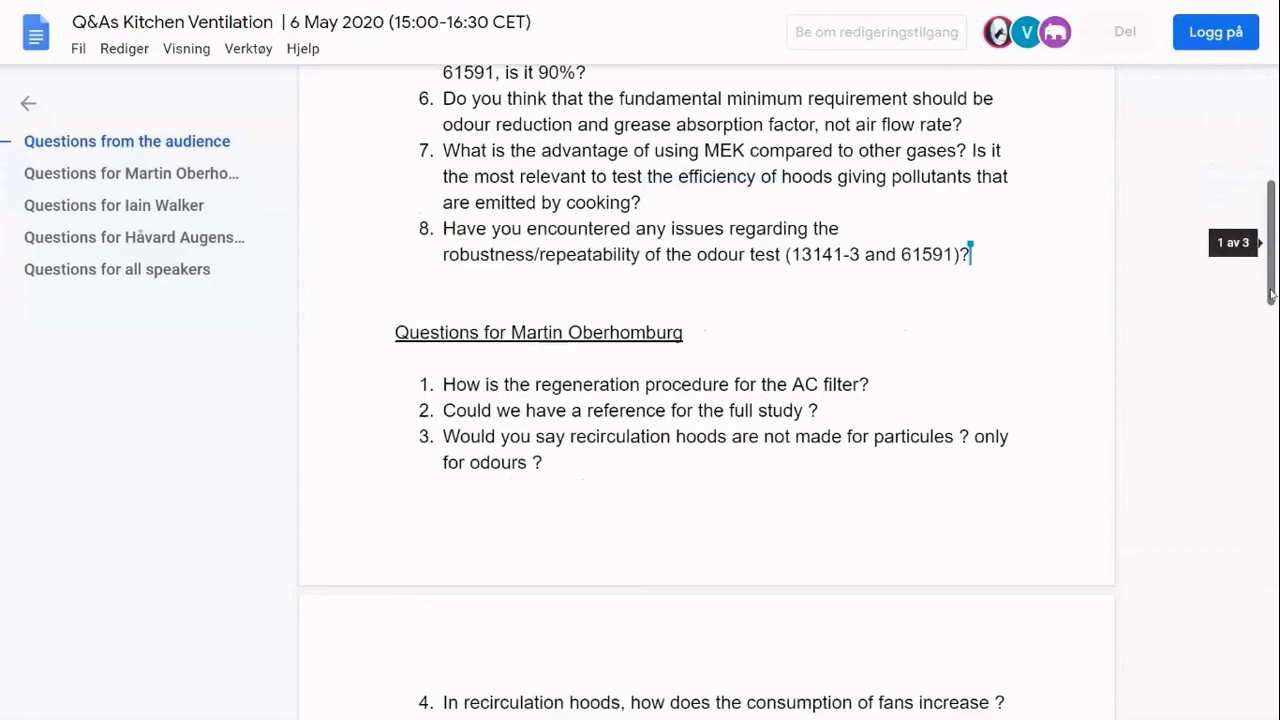 Q&As Kitchen Ventilation | 6 May 2020 (15:00-16:30 CET)
Fil Rediger Visning Verktøy Hjelp
Be om redigeringstilgang
V
Del
Logg på
Questions from the audience
Questions for Martin Oberho...
Questions for Iain Walker
Questions for Håvard Augens...
Questions for all speakers
61591, is it 90%?
6. Do you think that the fundamental minimum requirement should be
odour reduction and grease absorption factor, not air flow rate?
7. What is the advantage of using MEK compared to other gases? Is it
the most relevant to test the efficiency of hoods giving pollutants that
are emitted by cooking?
8. Have you encountered any issues regarding the
robustness/repeatability of the odour test (13141-3 and 61591)?
1 av 3
Questions for Martin Oberhomburg
1. How is the regeneration procedure for the AC filter?
2. Could we have a reference for the full study ?
3. Would you say recirculation hoods are not made for particules ? only
for odours ?
4. In recirculation hoods, how does the consumption of fans increase ?